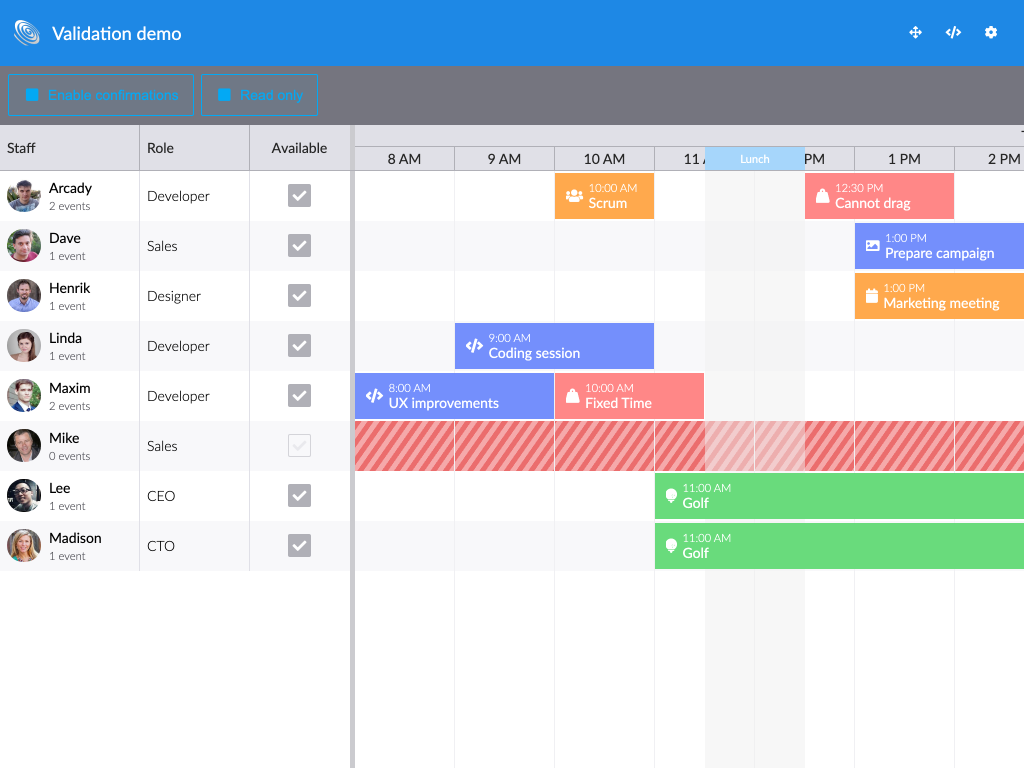 Validation demo
Enable confirmations
Read only
Staff
Role
Available
8 AM
9 AM
10 AM
11
Lunch
PM
1 PM
2 PM
Arcady
2 events
Developer
10:00 AM
Scrum
12:30 PM
Cannot drag
Dave
1 event
Sales
1:00 PM
Prepare campaign
Henrik
1 event
Designer
1:00 PM
Marketing meeting
Linda
1 event
Developer
9:00 AM
Coding session
Maxim
2 events
Developer
8:00 AM
UX improvements
10:00 AM
Fixed Time
Mike
0 events
Sales
Lee
1 event
CEO
11:00 AM
Golf
Madison
1 event
CTO
11:00 AM
Golf